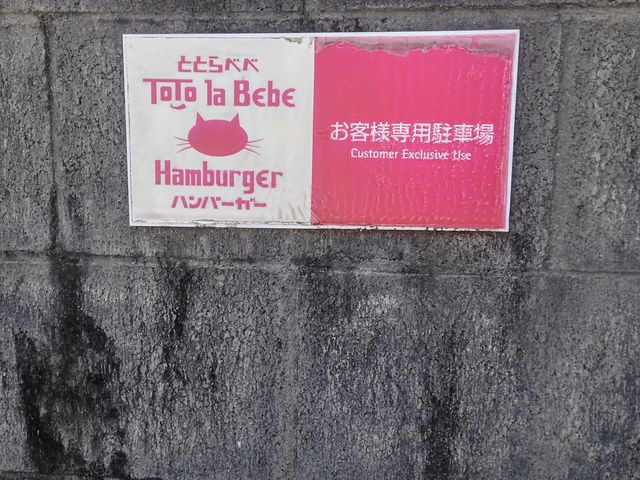 ととらべべ
ToTo la BeBe
Hamburger
ハンバーガー
お客様専用駐車場
Customer Exclusive Use